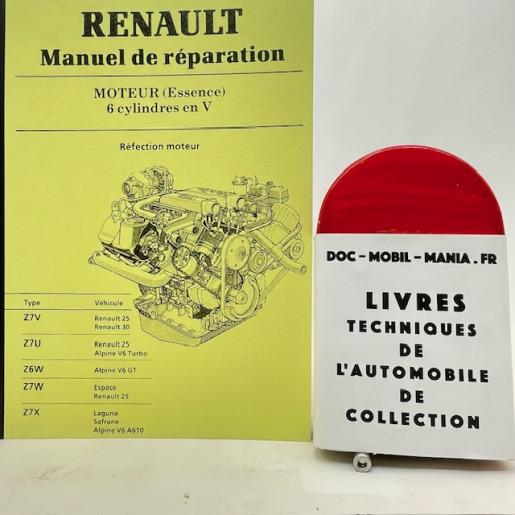 RENAULT
Manuel de réparation
MOTEUR (Essence)
6 cylindres en V
Réfection moteur
Type Véhicule
Z7V Renault 25
Renault 30
Z7U Renault 25
Alpine V6 Turbo
Z6W Alpine V6 GT
Z7W Espace
Renault 25
Z7X Laguna
Safrane
Alpine V6 A610
DOC - MOBIL - MANIA . FR
LIVRES
TECHNIQUES
DE
L'AUTOMOBILE
DE
COLLECTION